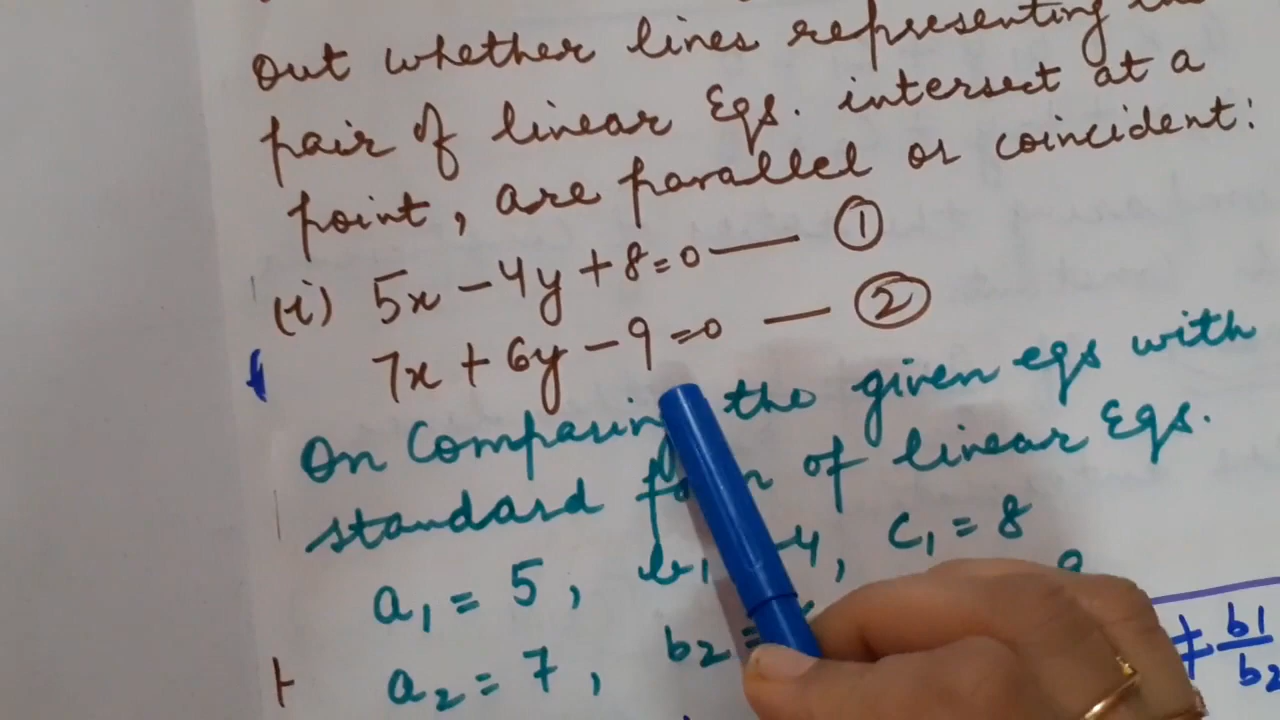 out whether lines representing
pair of linear Eqs. intersect at a
point, are parallel or coincident:
(i) 5x - 4y + 8 = 0 — ①
7x + 6y - 9 = 0 — ②
On Comparing the given eqs with
standard of linear Eqs.
a₁ = 5, b₁ -4, c₁ = 8
a₂ = 7, b₂ =
≠ b1/b2